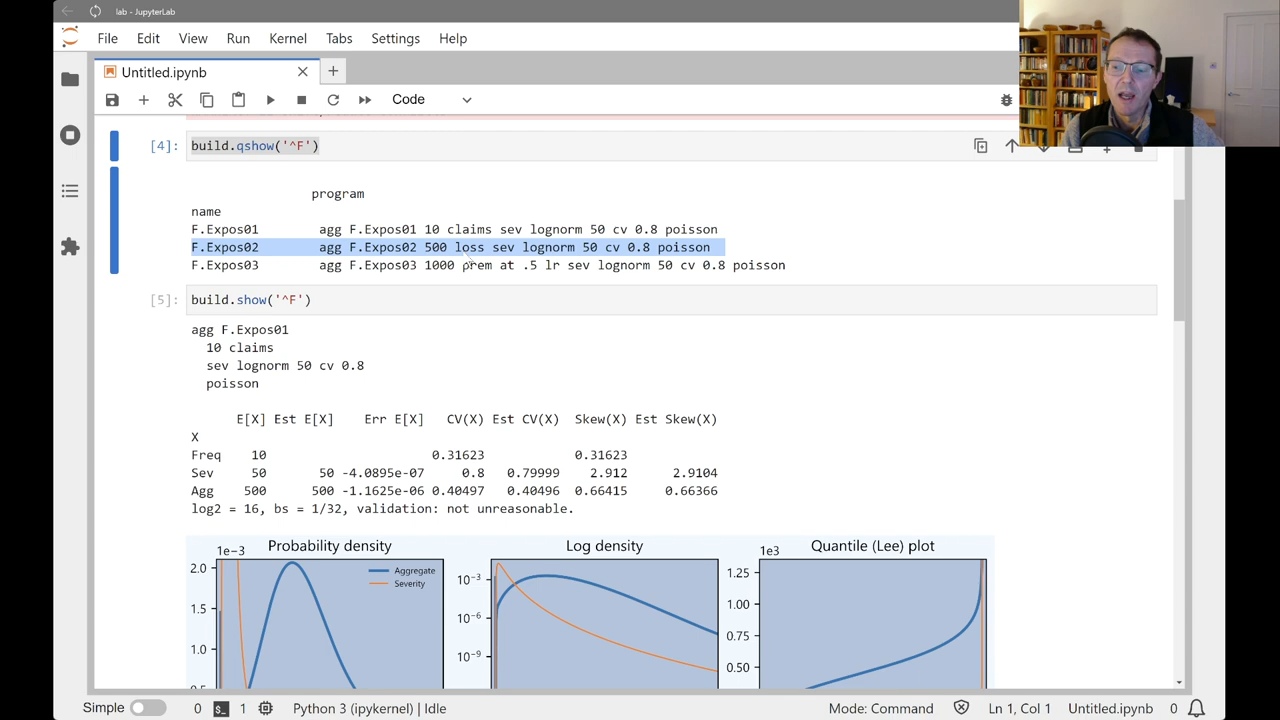 lab - JupyterLab
File Edit View Run Kernel Tabs Settings Help
Untitled.ipynb
Code
[4]: build.qshow('^F')
program
name
F.Expos01 agg F.Expos01 10 claims sev lognorm 50 cv 0.8 poisson
F.Expos02 agg F.Expos02 500 loss sev lognorm 50 cv 0.8 poisson
F.Expos03 agg F.Expos03 1000 prem at .5 lr sev lognorm 50 cv 0.8 poisson
[5]: build.show('^F')
agg F.Expos01
10 claims
sev lognorm 50 cv 0.8
poisson
E[X] Est E[X] Err E[X] CV(X) Est CV(X) Skew(X) Est Skew(X)
X
Freq 10 0.31623 0.31623
Sev 50 50 -4.0895e-07 0.8 0.79999 2.912 2.9104
Agg 500 500 -1.1625e-06 0.40497 0.40496 0.66415 0.66366
log2 = 16, bs = 1/32, validation: not unreasonable.
1e−3 Probability density
2.0
1.5
1.0
Aggregate
Severity
Log density
10⁻³
10⁻⁶
10⁻⁹
1e3 Quantile (Lee) plot
1.25
1.00
0.75
0.50
Simple 0 1 Python 3 (ipykernel) | Idle Mode: Command Ln 1, Col 1 Untitled.ipynb 0